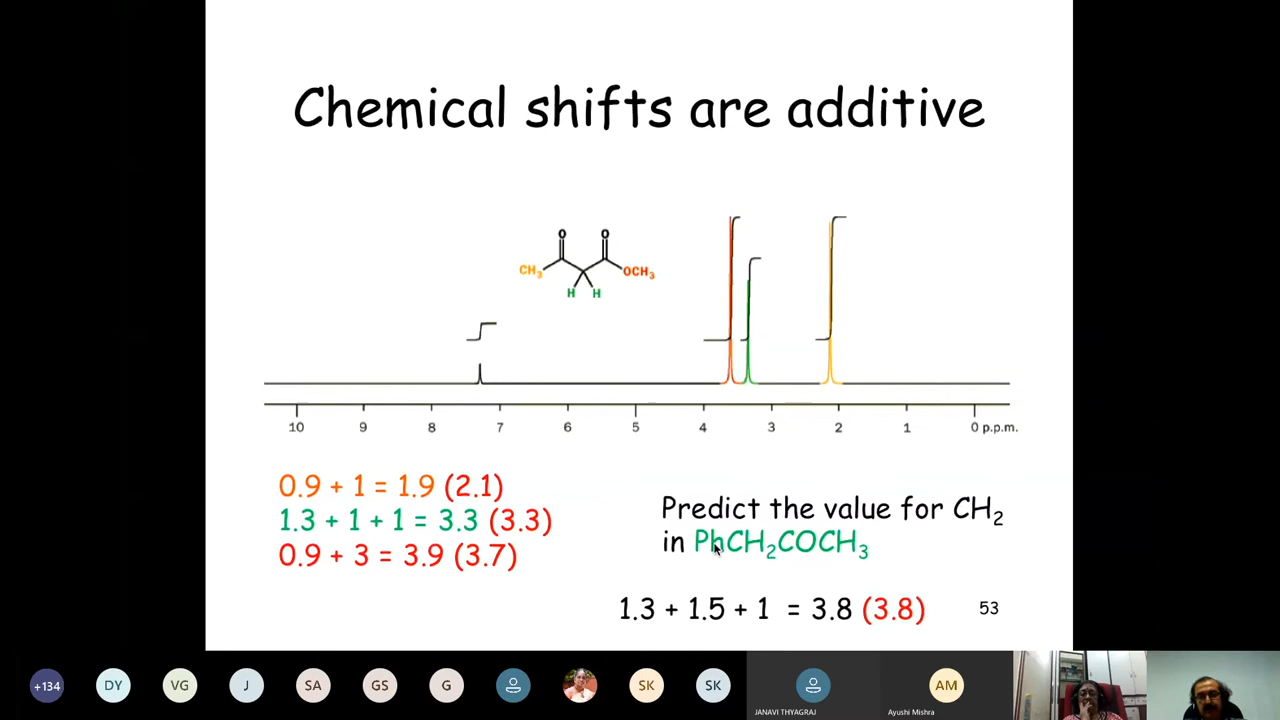 Chemical shifts are additive
O O
CH3 OCH3
H H
10 9 8 7 6 5 4 3 2 1 0 p.p.m.
0.9 + 1 = 1.9 (2.1)
1.3 + 1 + 1 = 3.3 (3.3)
0.9 + 3 = 3.9 (3.7)
Predict the value for CH2
in PhCH2COCH3
1.3 + 1.5 + 1 = 3.8 (3.8)
53
+134 DY VG J SA GS G SK SK AM
JANAVI THYAGRAJ Ayushi Mishra